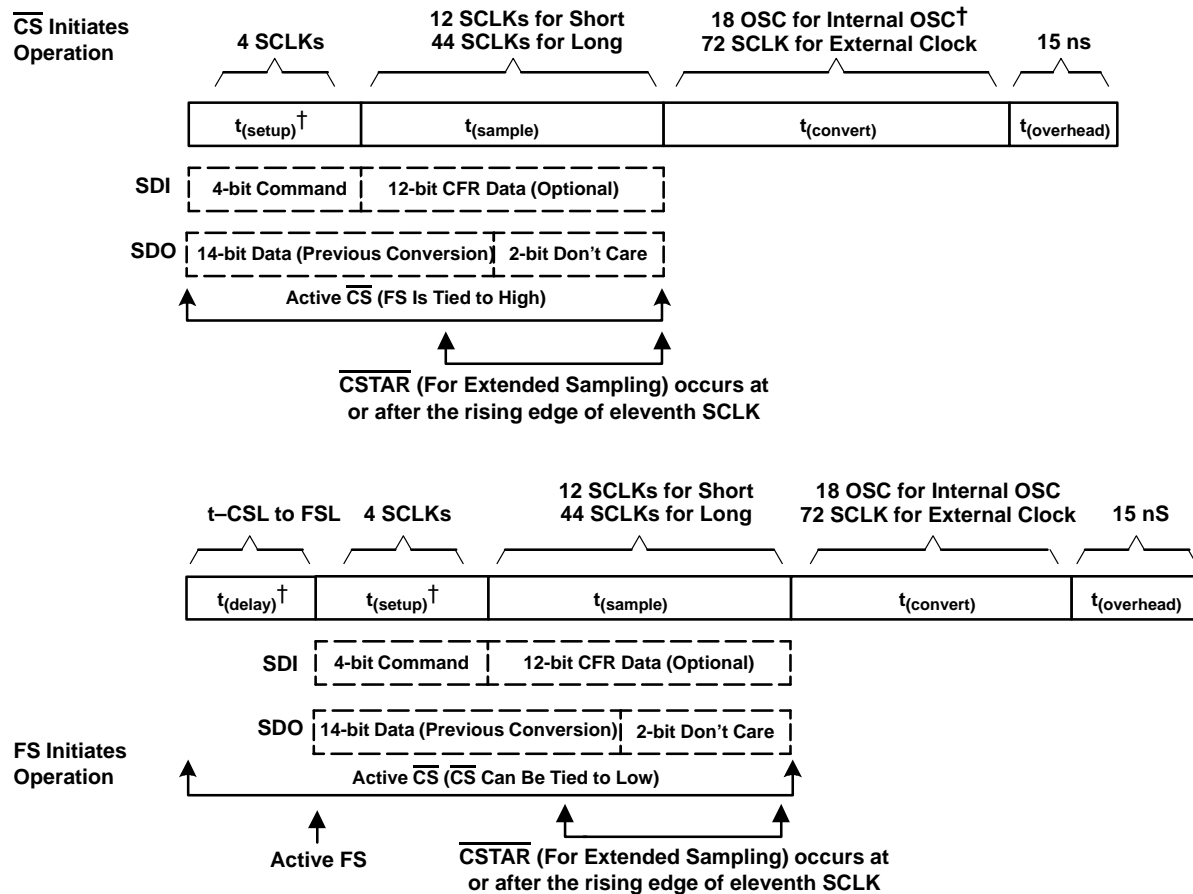 CS Initiates
Operation
4 SCLKs
12 SCLKs for Short
44 SCLKs for Long
18 OSC for Internal OSC†
72 SCLK for External Clock
15 ns
t(setup)†
t(sample)
t(convert)
t(overhead)
SDI
4-bit Command
12-bit CFR Data (Optional)
SDO
14-bit Data (Previous Conversion)
2-bit Don't Care
Active CS (FS Is Tied to High)
CSTAR (For Extended Sampling) occurs at
or after the rising edge of eleventh SCLK
t–CSL to FSL
4 SCLKs
12 SCLKs for Short
44 SCLKs for Long
18 OSC for Internal OSC
72 SCLK for External Clock
15 nS
t(delay)†
t(setup)†
t(sample)
t(convert)
t(overhead)
SDI
4-bit Command
12-bit CFR Data (Optional)
SDO
14-bit Data (Previous Conversion)
2-bit Don't Care
FS Initiates
Operation
Active CS (CS Can Be Tied to Low)
Active FS
CSTAR (For Extended Sampling) occurs at
or after the rising edge of eleventh SCLK